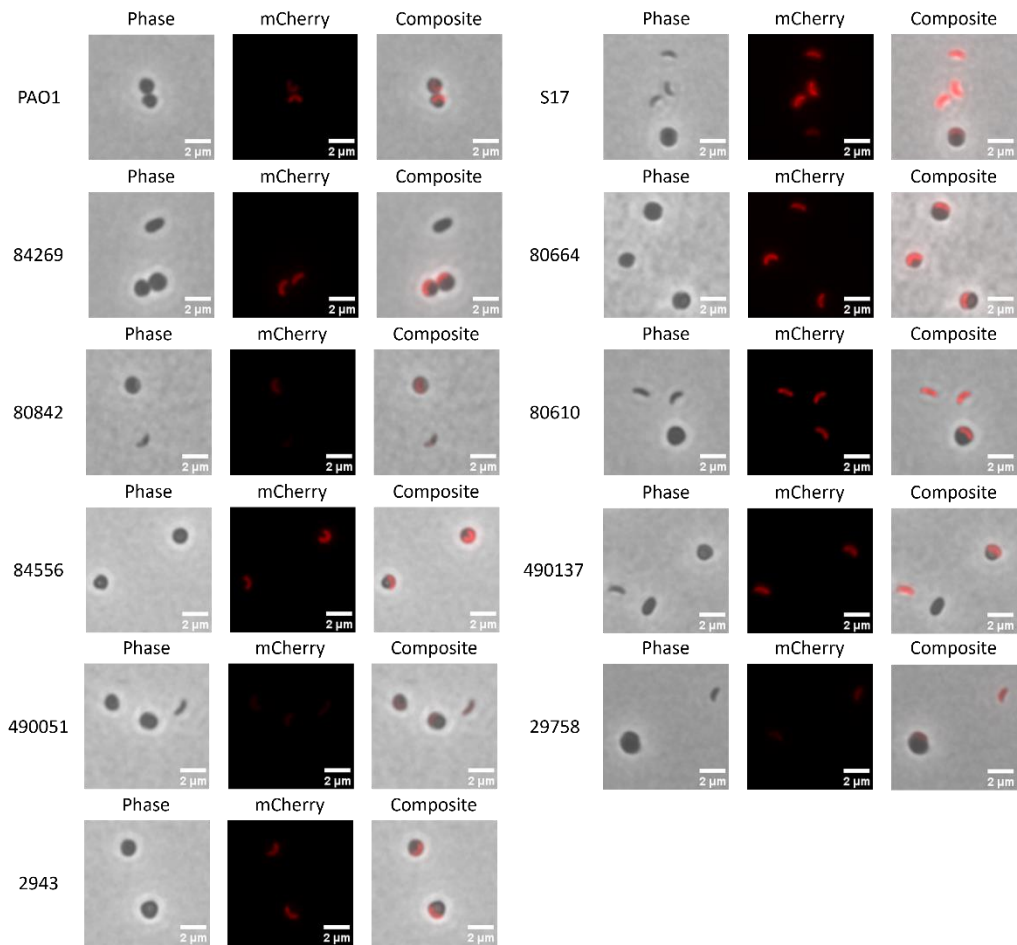 Phase mCherry Composite
PAO1
2 µm 2 µm 2 µm
Phase mCherry Composite
S17
2 µm 2 µm 2 µm
Phase mCherry Composite
84269
2 µm 2 µm 2 µm
Phase mCherry Composite
80664
2 µm 2 µm 2 µm
Phase mCherry Composite
80842
2 µm 2 µm 2 µm
Phase mCherry Composite
80610
2 µm 2 µm 2 µm
Phase mCherry Composite
84556
2 µm 2 µm 2 µm
Phase mCherry Composite
490137
2 µm 2 µm 2 µm
Phase mCherry Composite
490051
2 µm 2 µm 2 µm
Phase mCherry Composite
29758
2 µm 2 µm 2 µm
Phase mCherry Composite
2943
2 µm 2 µm 2 µm